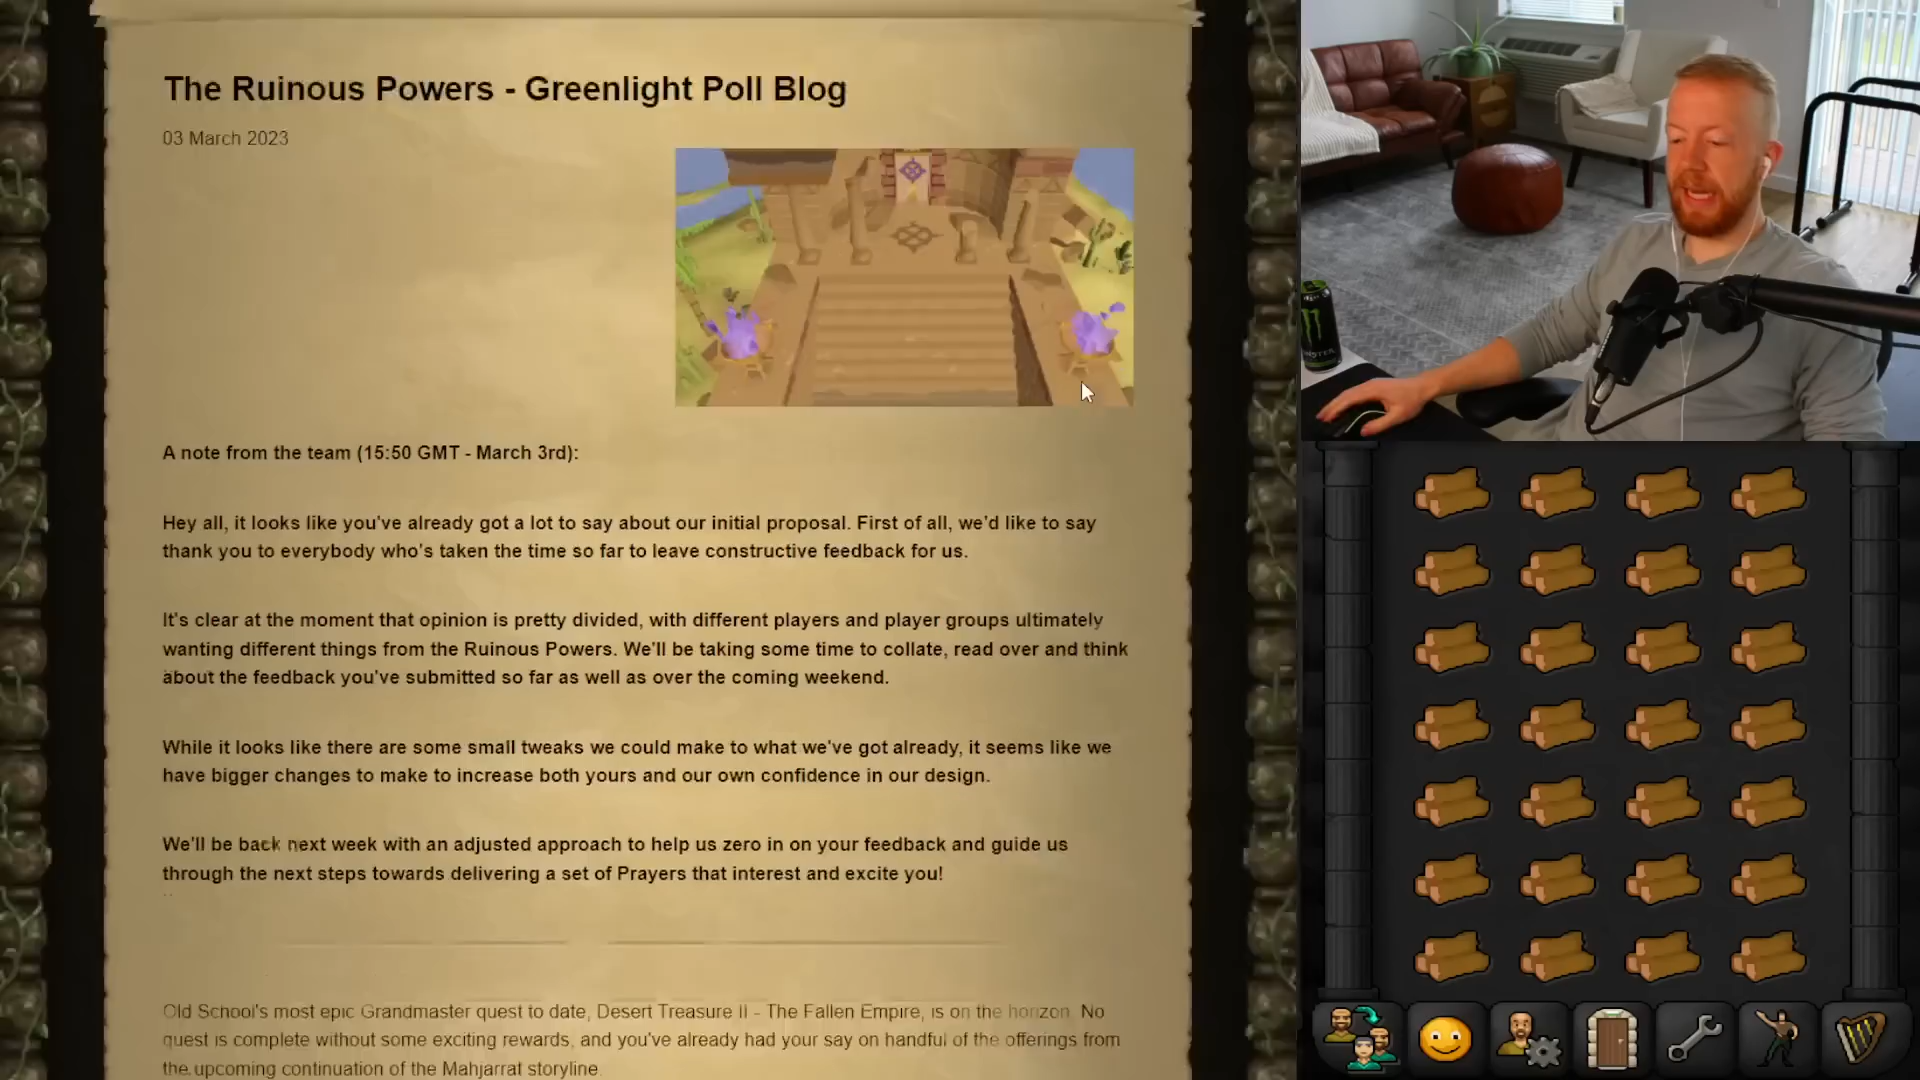 The Ruinous Powers - Greenlight Poll Blog
03 March 2023
A note from the team (15:50 GMT - March 3rd):
Hey all, it looks like you've already got a lot to say about our initial proposal. First of all, we'd like to say
thank you to everybody who's taken the time so far to leave constructive feedback for us.
It's clear at the moment that opinion is pretty divided, with different players and player groups ultimately
wanting different things from the Ruinous Powers. We'll be taking some time to collate, read over and think
about the feedback you've submitted so far as well as over the coming weekend.
While it looks like there are some small tweaks we could make to what we've got already, it seems like we
have bigger changes to make to increase both yours and our own confidence in our design.
We'll be back next week with an adjusted approach to help us zero in on your feedback and guide us
through the next steps towards delivering a set of Prayers that interest and excite you!
Old School's most epic Grandmaster quest to date, Desert Treasure II - The Fallen Empire, is on the horizon. No
quest is complete without some exciting rewards, and you've already had your say on handful of the offerings from
the upcoming continuation of the Mahjarrat storyline.
MONSTER